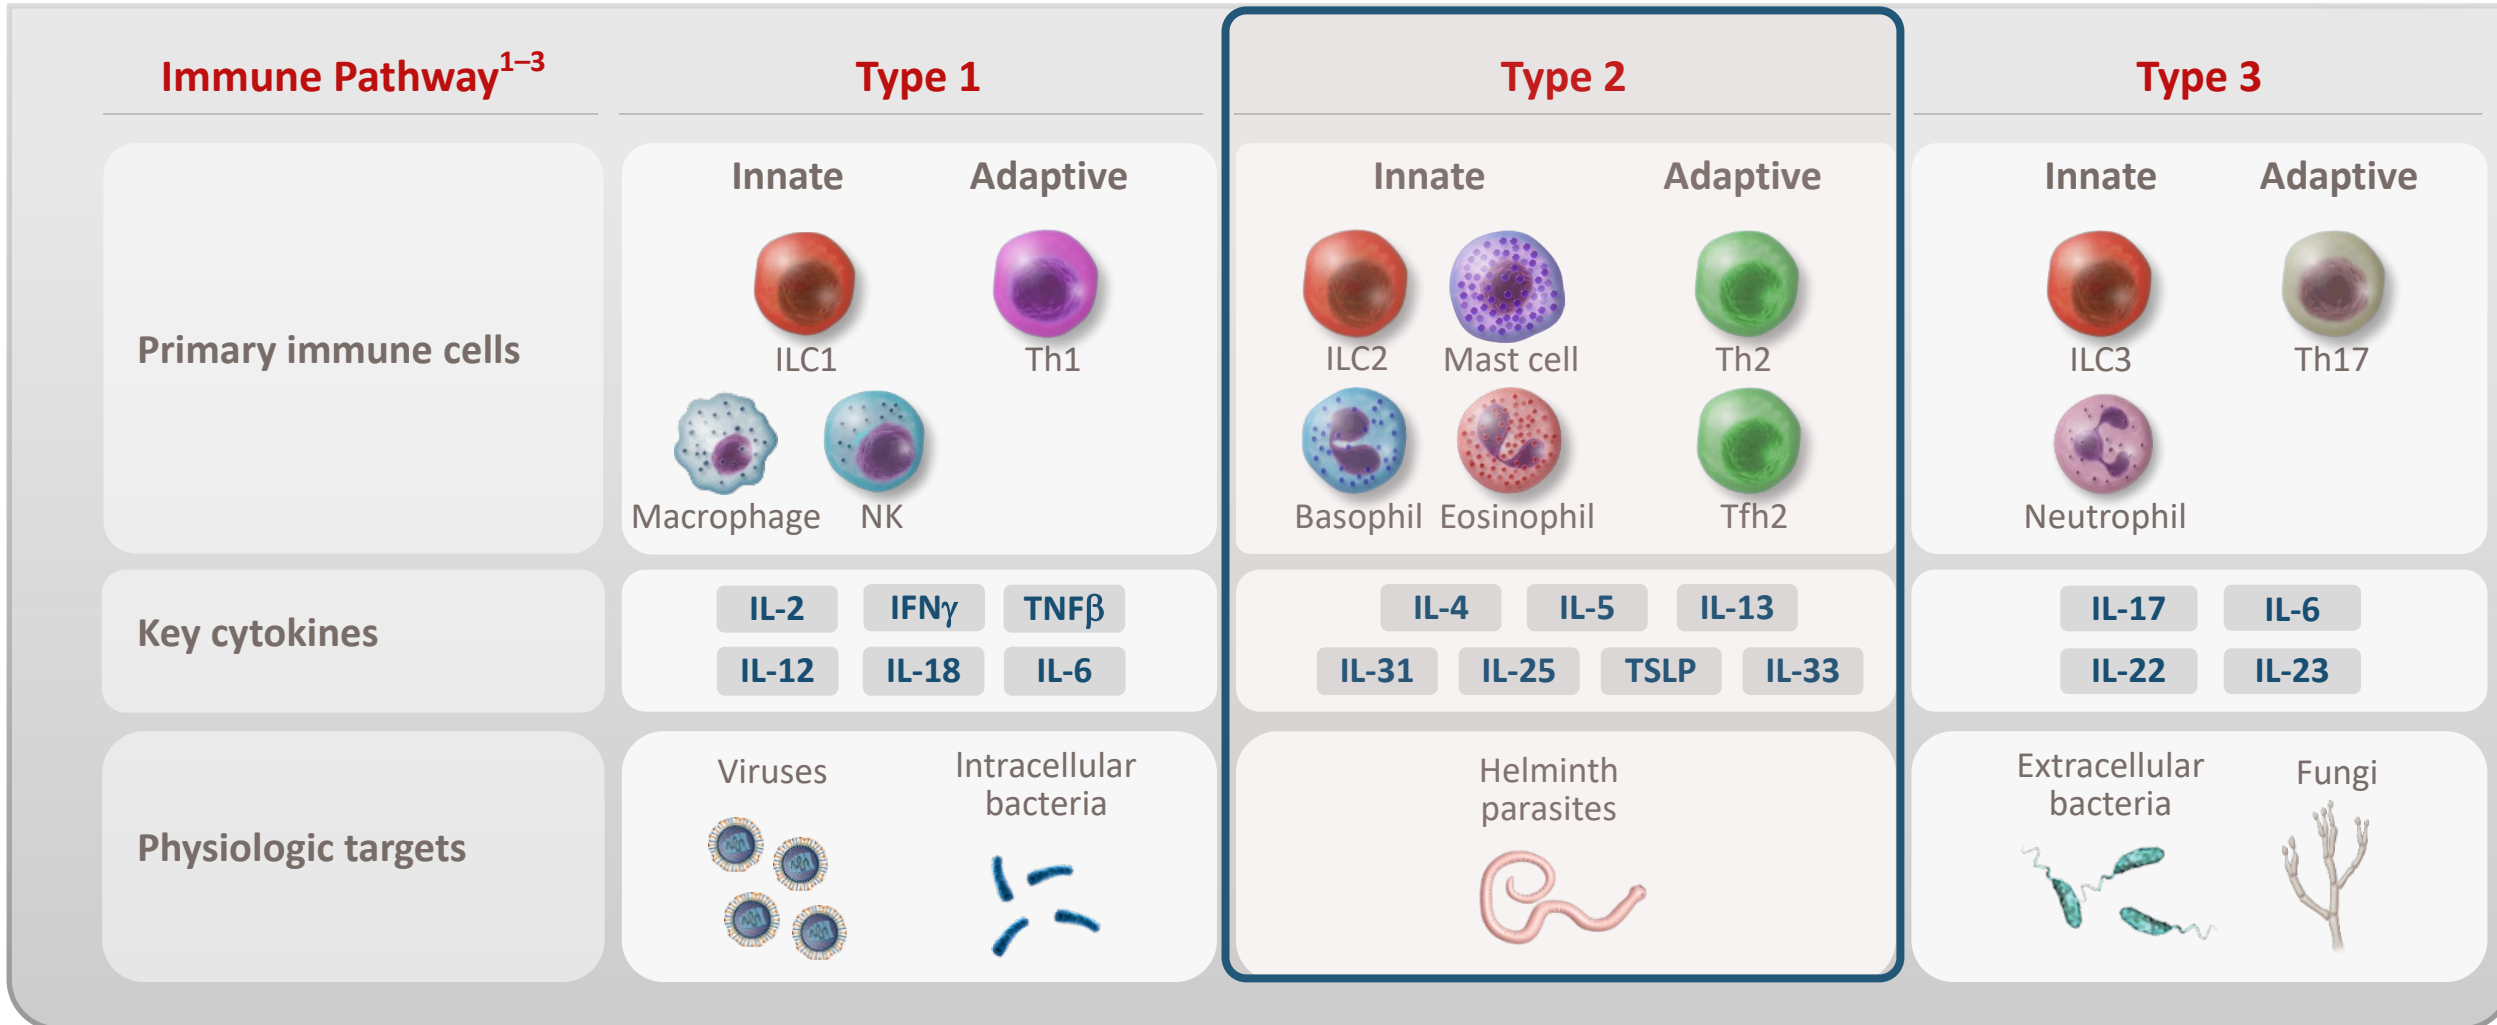 Immune Pathway1–3
Type 1
Type 2
Type 3
Primary immune cells
Innate
Adaptive
ILC1
Th1
Macrophage
NK
Innate
Adaptive
ILC2
Mast cell
Th2
Basophil
Eosinophil
Tfh2
Innate
Adaptive
ILC3
Th17
Neutrophil
Key cytokines
IL-2
IFNγ
TNFβ
IL-12
IL-18
IL-6
IL-4
IL-5
IL-13
IL-31
IL-25
TSLP
IL-33
IL-17
IL-6
IL-22
IL-23
Physiologic targets
Viruses
Intracellular
bacteria
Helminth
parasites
Extracellular
bacteria
Fungi